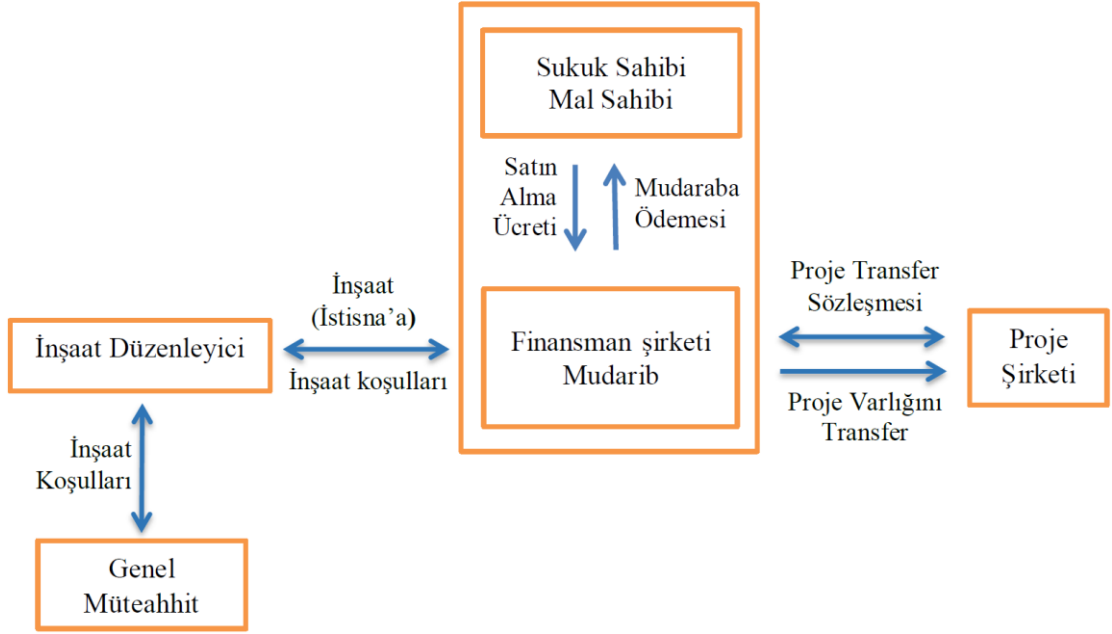 Sukuk Sahibi
Mal Sahibi
Satın
Alma
Ücreti
Mudaraba
Ödemesi
İnşaat
(İstisna’a)
İnşaat koşulları
İnşaat Düzenleyici
Finansman şirketi
Mudarib
Proje Transfer
Sözleşmesi
Proje Varlığını
Transfer
Proje
Şirketi
İnşaat
Koşulları
Genel
Müteahhit